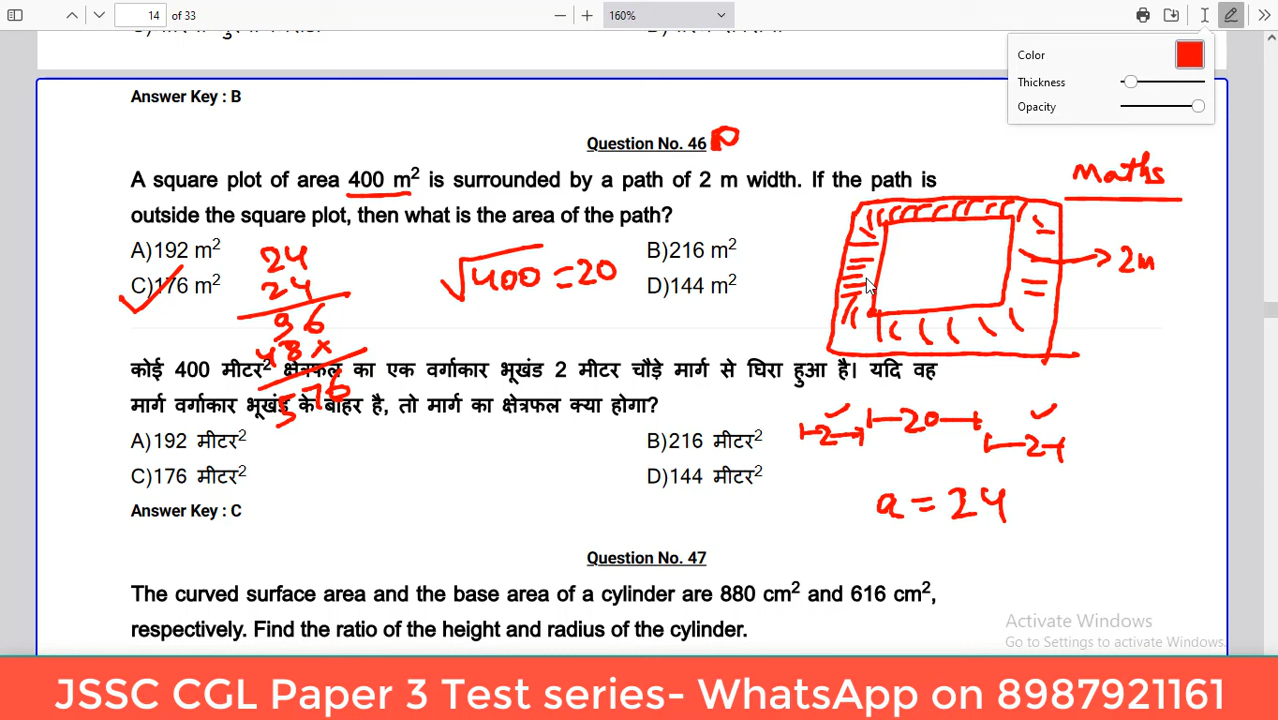 14 of 33
160%
Color
Thickness
Opacity
Answer Key : B
Question No. 46
maths
A square plot of area 400 m² is surrounded by a path of 2 m width. If the path is
outside the square plot, then what is the area of the path?
A)192 m²
B)216 m²
C)176 m²
D)144 m²
24
24
96
48×
576
√400 = 20
2m
कोई 400 मीटर² क्षेत्रफल का एक वर्गाकार भूखंड 2 मीटर चौड़े मार्ग से घिरा हुआ है। यदि वह
मार्ग वर्गाकार भूखंड के बाहर है, तो मार्ग का क्षेत्रफल क्या होगा?
A)192 मीटर²
B)216 मीटर²
C)176 मीटर²
D)144 मीटर²
2 20 2
a = 24
Answer Key : C
Question No. 47
The curved surface area and the base area of a cylinder are 880 cm² and 616 cm²,
respectively. Find the ratio of the height and radius of the cylinder.
Activate Windows
Go to Settings to activate Windows.
JSSC CGL Paper 3 Test series- WhatsApp on 8987921161